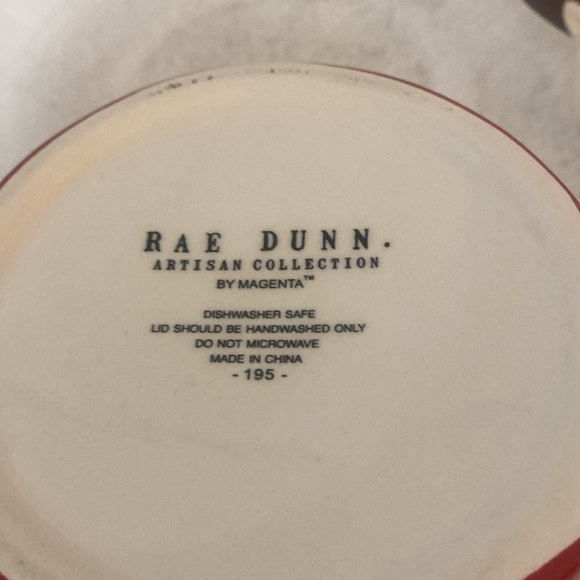 RAE DUNN.
ARTISAN COLLECTION
BY MAGENTA™
DISHWASHER SAFE
LID SHOULD BE HANDWASHED ONLY
DO NOT MICROWAVE
MADE IN CHINA
- 195 -